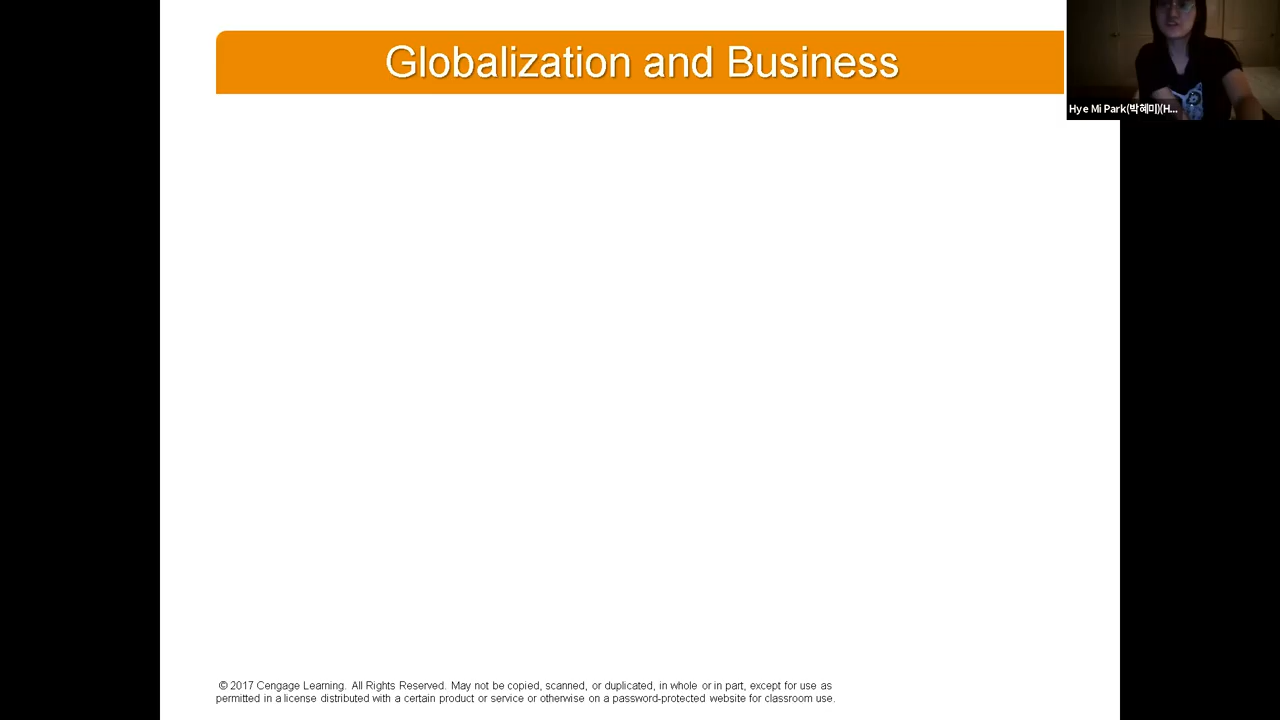 Globalization and Business
Hye Mi Park(박혜미)(H...
© 2017 Cengage Learning. All Rights Reserved. May not be copied, scanned, or duplicated, in whole or in part, except for use as
permitted in a license distributed with a certain product or service or otherwise on a password-protected website for classroom use.